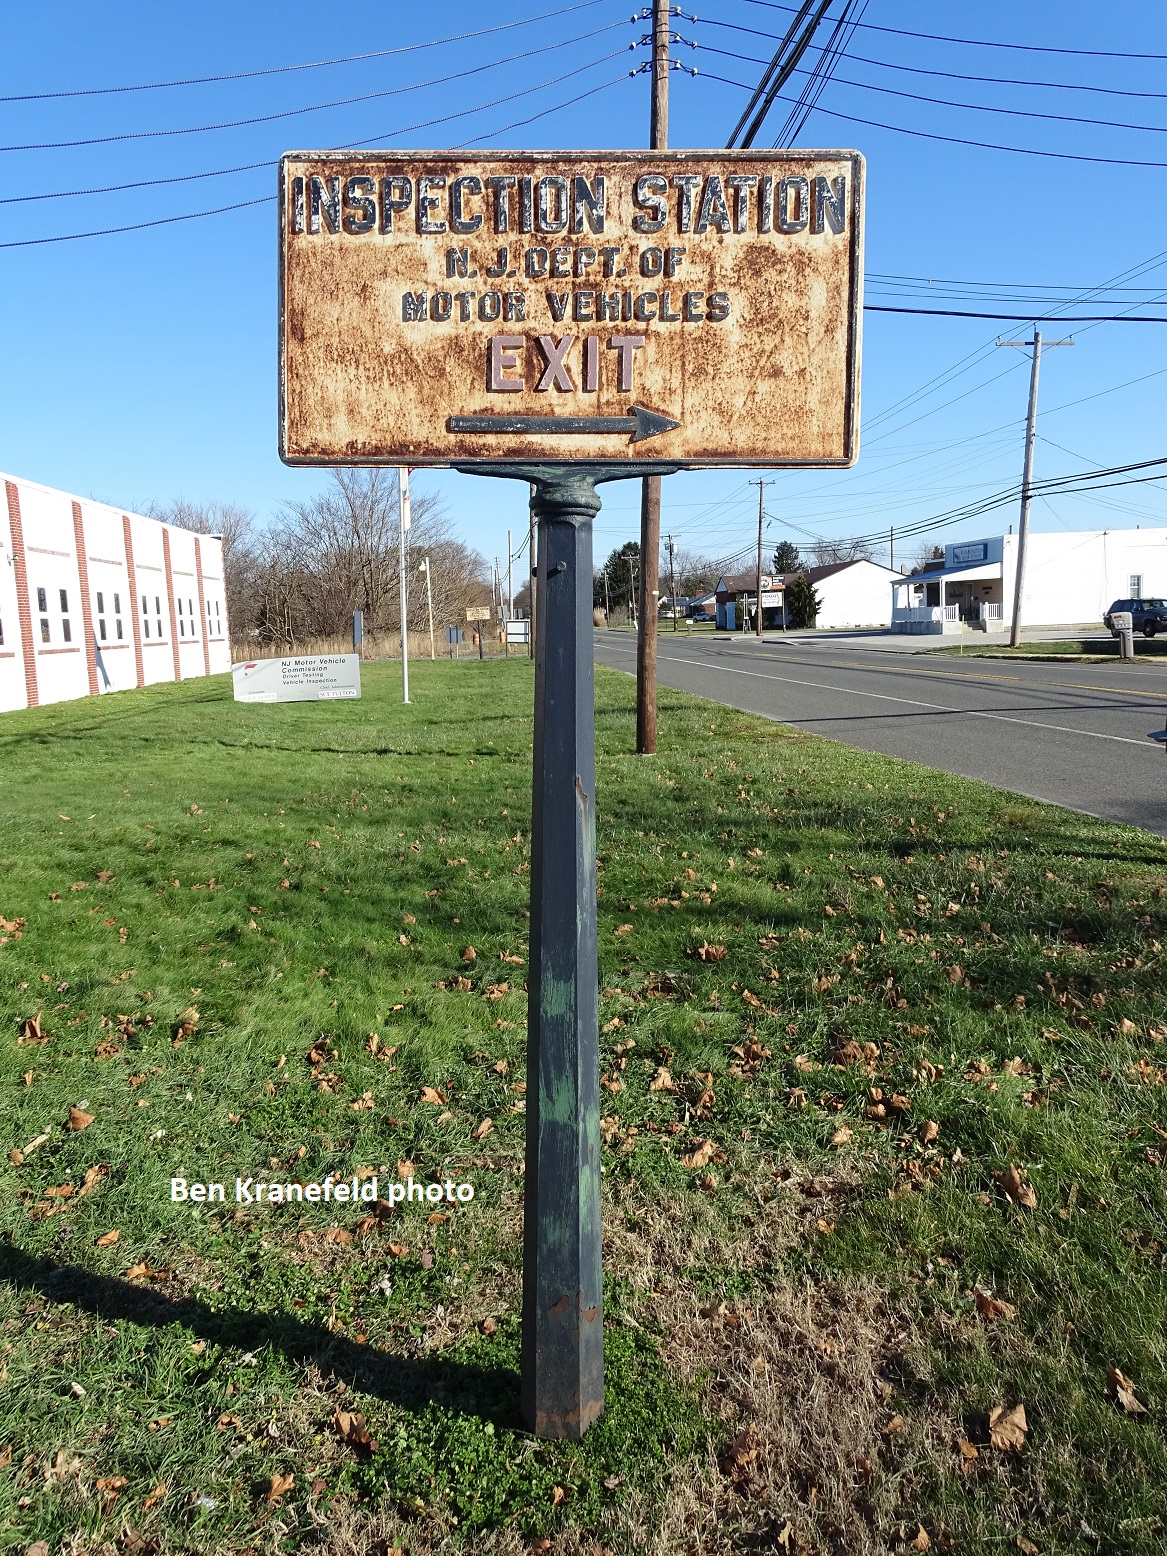 INSPECTION STATION
N. J. DEPT. OF
MOTOR VEHICLES
EXIT
NJ Motor Vehicle
Commission
Driver Testing
Vehicle Inspection
Ben Kranefeld photo